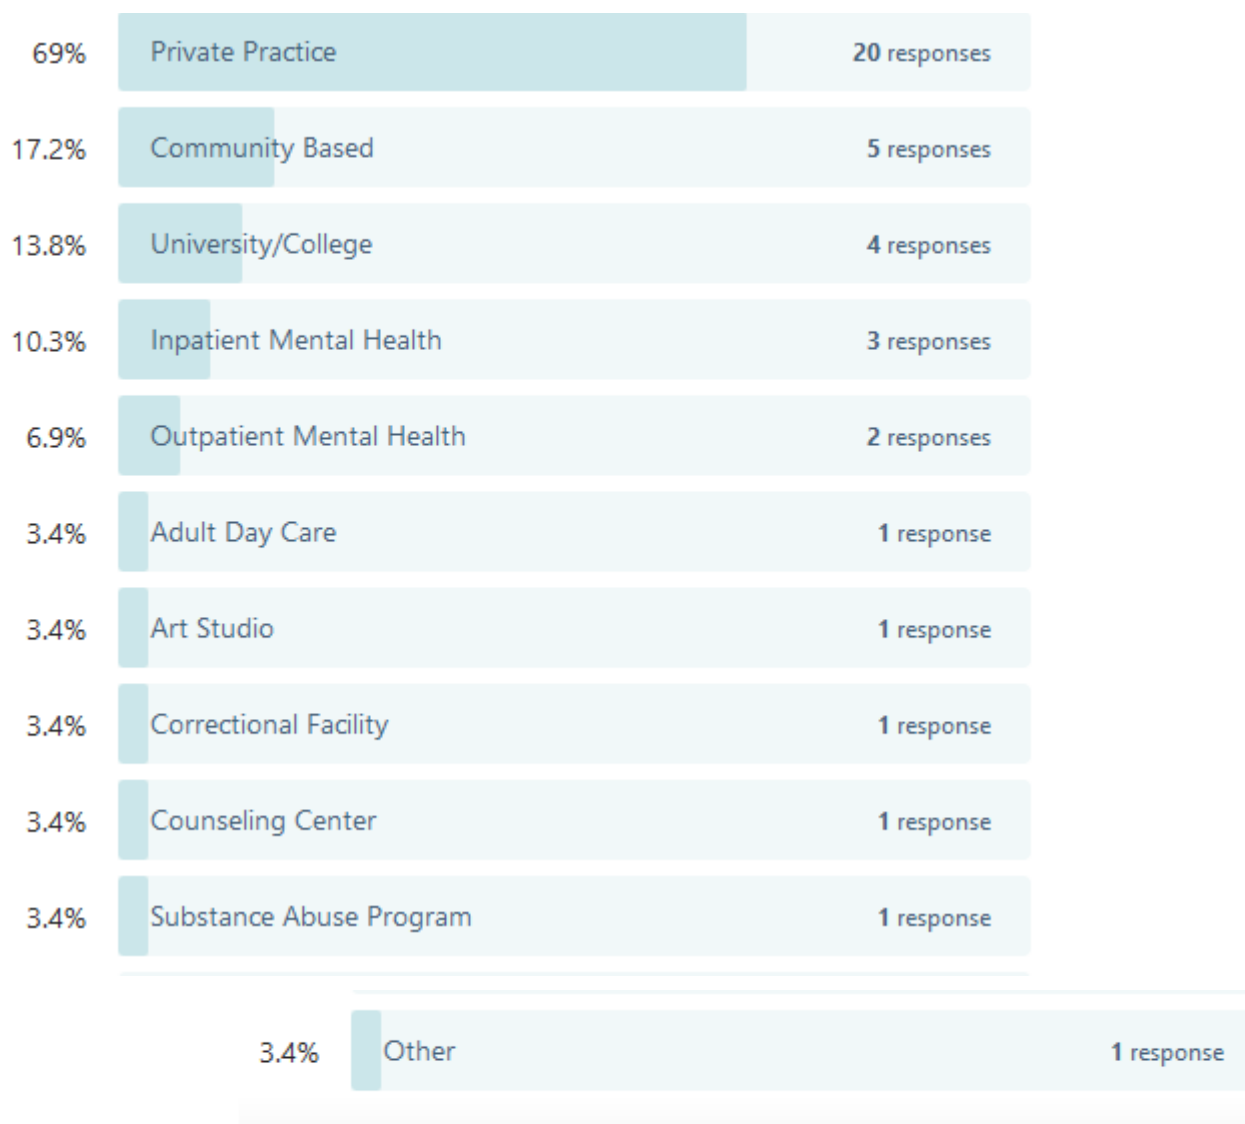 69% Private Practice 20 responses
17.2% Community Based 5 responses
13.8% University/College 4 responses
10.3% Inpatient Mental Health 3 responses
6.9% Outpatient Mental Health 2 responses
3.4% Adult Day Care 1 response
3.4% Art Studio 1 response
3.4% Correctional Facility 1 response
3.4% Counseling Center 1 response
3.4% Substance Abuse Program 1 response
3.4% Other 1 response